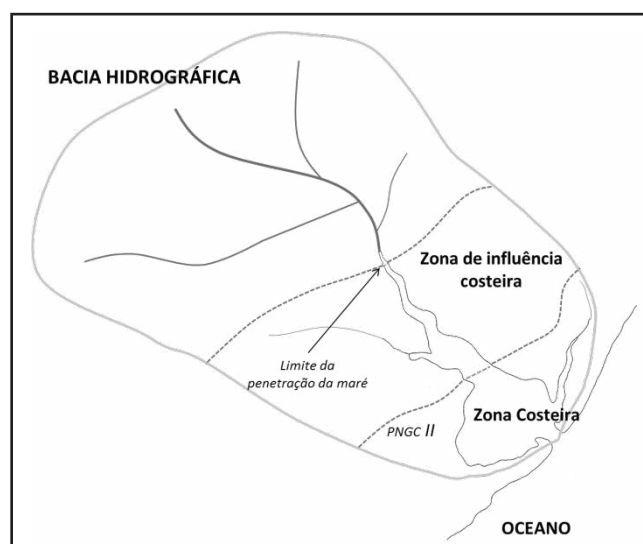 BACIA HIDROGRÁFICA
Zona de influência
costeira
Limite da
penetração da maré
Zona Costeira
PNGC II
OCEANO